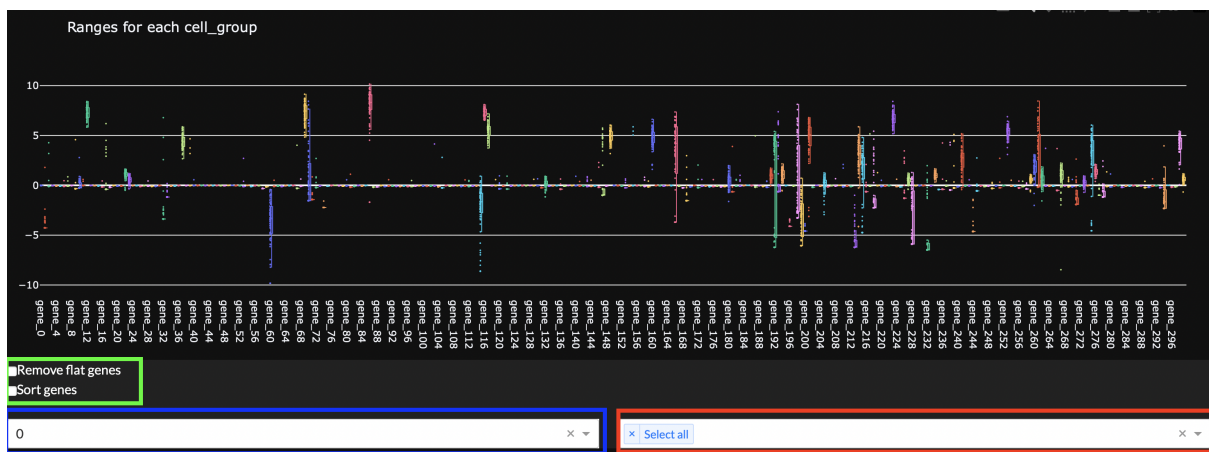 Ranges for each cell_group
10
5
0
−5
−10
gene_0
gene_4
gene_8
gene_12
gene_16
gene_20
gene_24
gene_28
gene_32
gene_36
gene_40
gene_44
gene_48
gene_52
gene_56
gene_60
gene_64
gene_68
gene_72
gene_76
gene_80
gene_84
gene_88
gene_92
gene_96
gene_100
gene_104
gene_108
gene_112
gene_116
gene_120
gene_124
gene_128
gene_132
gene_136
gene_140
gene_144
gene_148
gene_152
gene_156
gene_160
gene_164
gene_168
gene_172
gene_176
gene_180
gene_184
gene_188
gene_192
gene_196
gene_200
gene_204
gene_208
gene_212
gene_216
gene_220
gene_224
gene_228
gene_232
gene_236
gene_240
gene_244
gene_248
gene_252
gene_256
gene_260
gene_264
gene_268
gene_272
gene_276
gene_280
gene_284
gene_288
gene_292
gene_296
Remove flat genes
Sort genes
0
× Select all